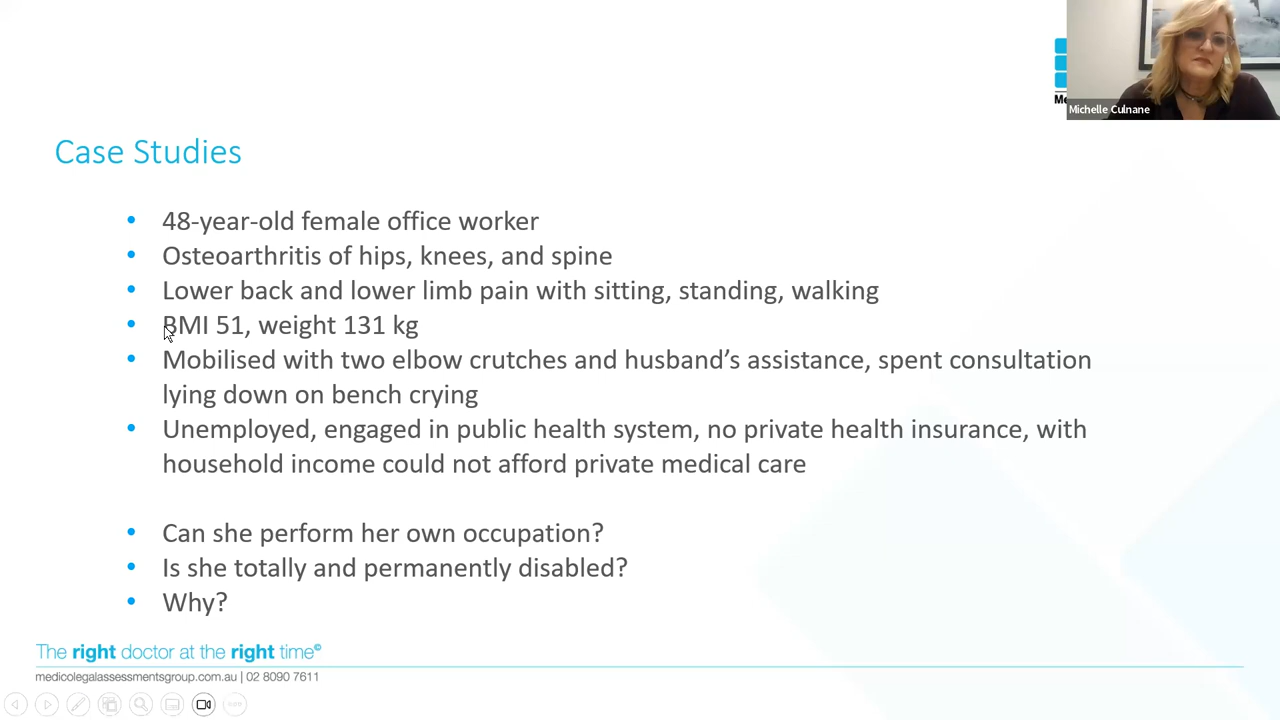 Me
Michelle Culnane
Case Studies
• 48-year-old female office worker
• Osteoarthritis of hips, knees, and spine
• Lower back and lower limb pain with sitting, standing, walking
• BMI 51, weight 131 kg
• Mobilised with two elbow crutches and husband’s assistance, spent consultation
lying down on bench crying
• Unemployed, engaged in public health system, no private health insurance, with
household income could not afford private medical care
• Can she perform her own occupation?
• Is she totally and permanently disabled?
• Why?
The right doctor at the right time©
medicolegalassessmentsgroup.com.au | 02 8090 7611